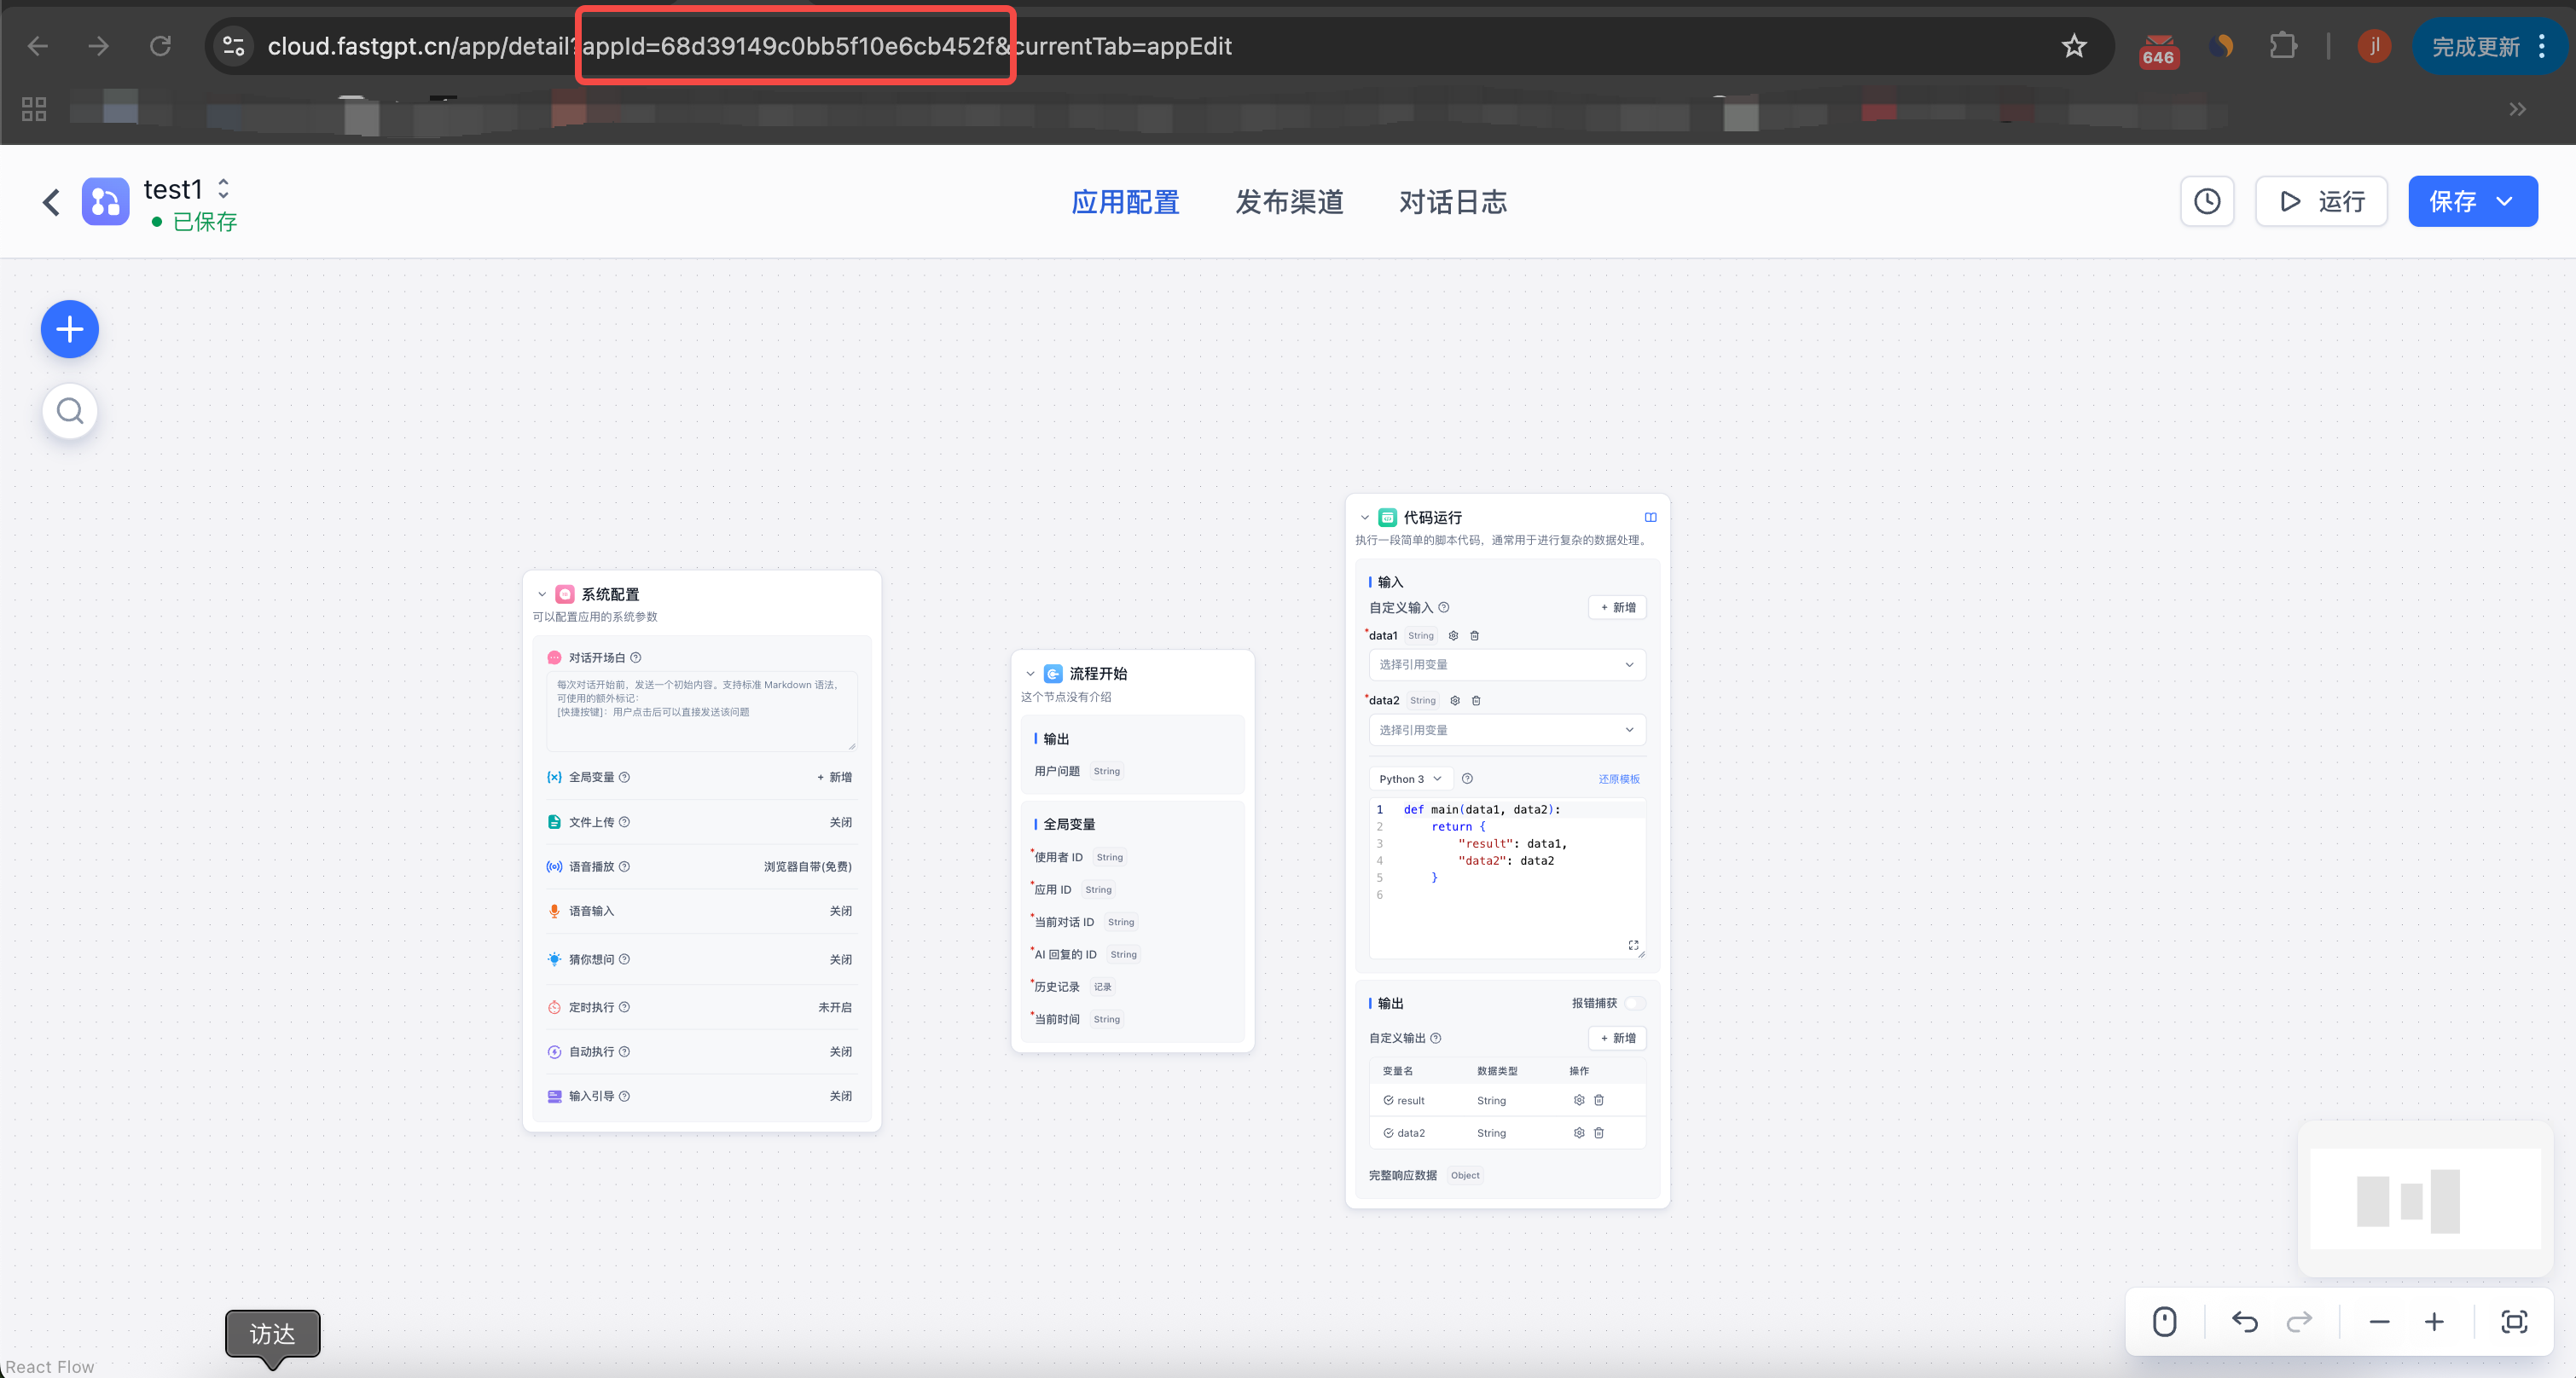 cloud.fastgpt.cn/app/detail?appId=68d39149c0bb5f10e6cb452f&currentTab=appEdit
646
jl
完成更新
test1
已保存
应用配置
发布渠道
对话日志
运行
保存
代码运行
执行一段简单的脚本代码，通常用于进行复杂的数据处理。
输入
自定义输入
+ 新增
*data1 String
选择引用变量
*data2 String
选择引用变量
Python 3
还原模板
1 def main(data1, data2):
2 return {
3 "result": data1,
4 "data2": data2
5 }
6
输出
报错捕获
自定义输出
+ 新增
变量名 数据类型 操作
result String
data2 String
完整响应数据 Object
系统配置
可以配置应用的系统参数
对话开场白
每次对话开始前，发送一个初始内容。支持标准 Markdown 语法，
可使用的额外标记：
[快捷按键]：用户点击后可以直接发送该问题
全局变量
+ 新增
文件上传 关闭
语音播放 浏览器自带(免费)
语音输入 关闭
猜你想问 关闭
定时执行 未开启
自动执行 关闭
输入引导 关闭
流程开始
这个节点没有介绍
输出
用户问题 String
全局变量
*使用者 ID String
*应用 ID String
*当前对话 ID String
*AI 回复的 ID String
*历史记录 记录
*当前时间 String
访达
React Flow